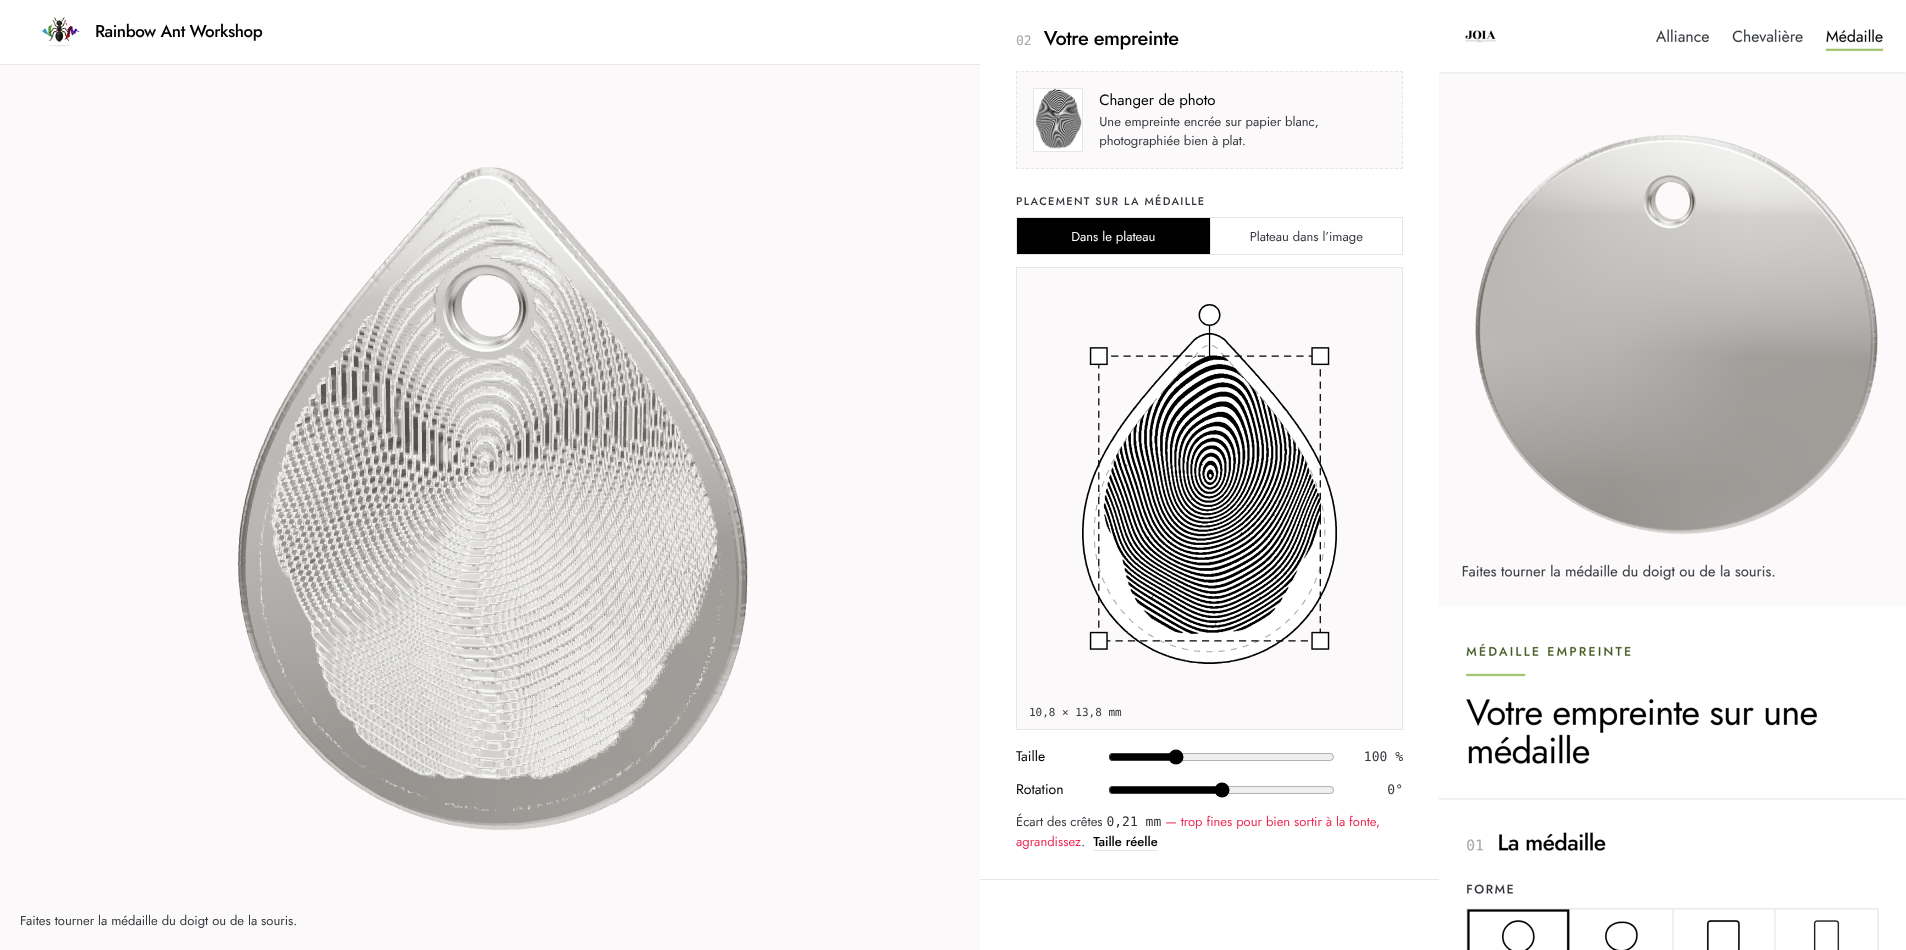 Rainbow Ant Workshop
Faites tourner la médaille du doigt ou de la souris.
02 Votre empreinte
Changer de photo
Une empreinte encrée sur papier blanc,
photographiée bien à plat.
PLACEMENT SUR LA MÉDAILLE
Dans le plateau
Plateau dans l’image
10,8 × 13,8 mm
Taille 100 %
Rotation 0°
Écart des crêtes 0,21 mm — trop fines pour bien sortir à la fonte,
agrandissez. Taille réelle
JOIA
Alliance Chevalière Médaille
Faites tourner la médaille du doigt ou de la souris.
MÉDAILLE EMPREINTE
Votre empreinte sur une
médaille
01 La médaille
FORME